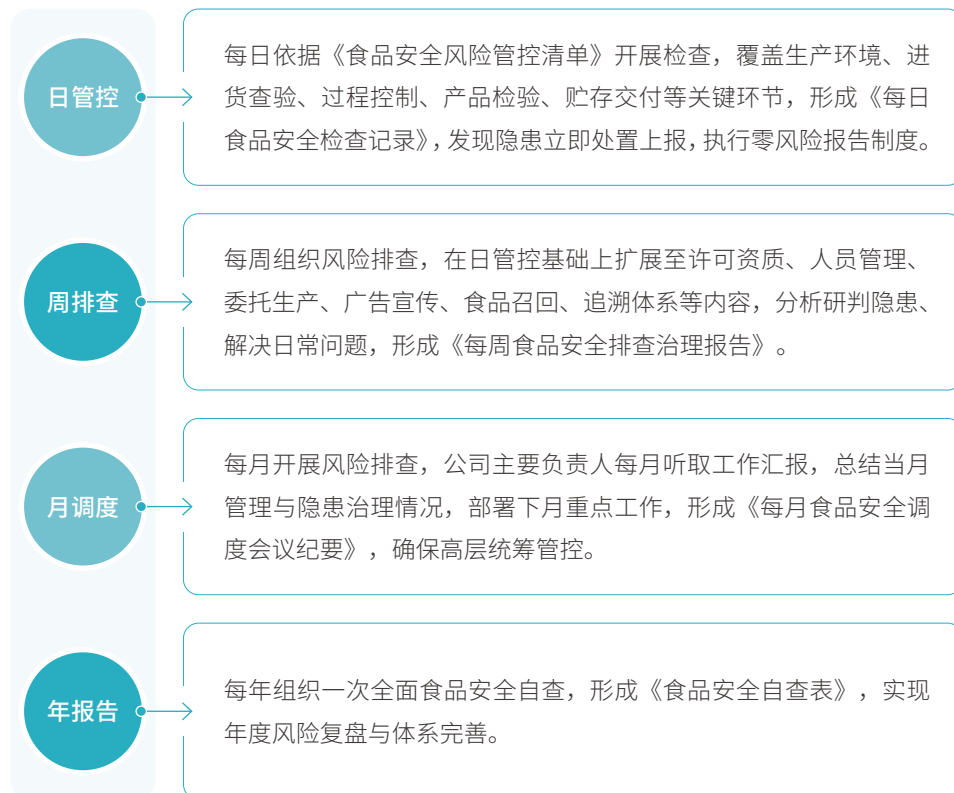 日管控
每日依据《食品安全风险管控清单》开展检查，覆盖生产环境、进
货查验、过程控制、产品检验、贮存交付等关键环节，形成《每日
食品安全检查记录》，发现隐患立即处置上报，执行零风险报告制度。
周排查
每周组织风险排查，在日管控基础上扩展至许可资质、人员管理、
委托生产、广告宣传、食品召回、追溯体系等内容，分析研判隐患、
解决日常问题，形成《每周食品安全排查治理报告》。
月调度
每月开展风险排查，公司主要负责人每月听取工作汇报，总结当月
管理与隐患治理情况，部署下月重点工作，形成《每月食品安全调
度会议纪要》，确保高层统筹管控。
年报告
每年组织一次全面食品安全自查，形成《食品安全自查表》，实现
年度风险复盘与体系完善。